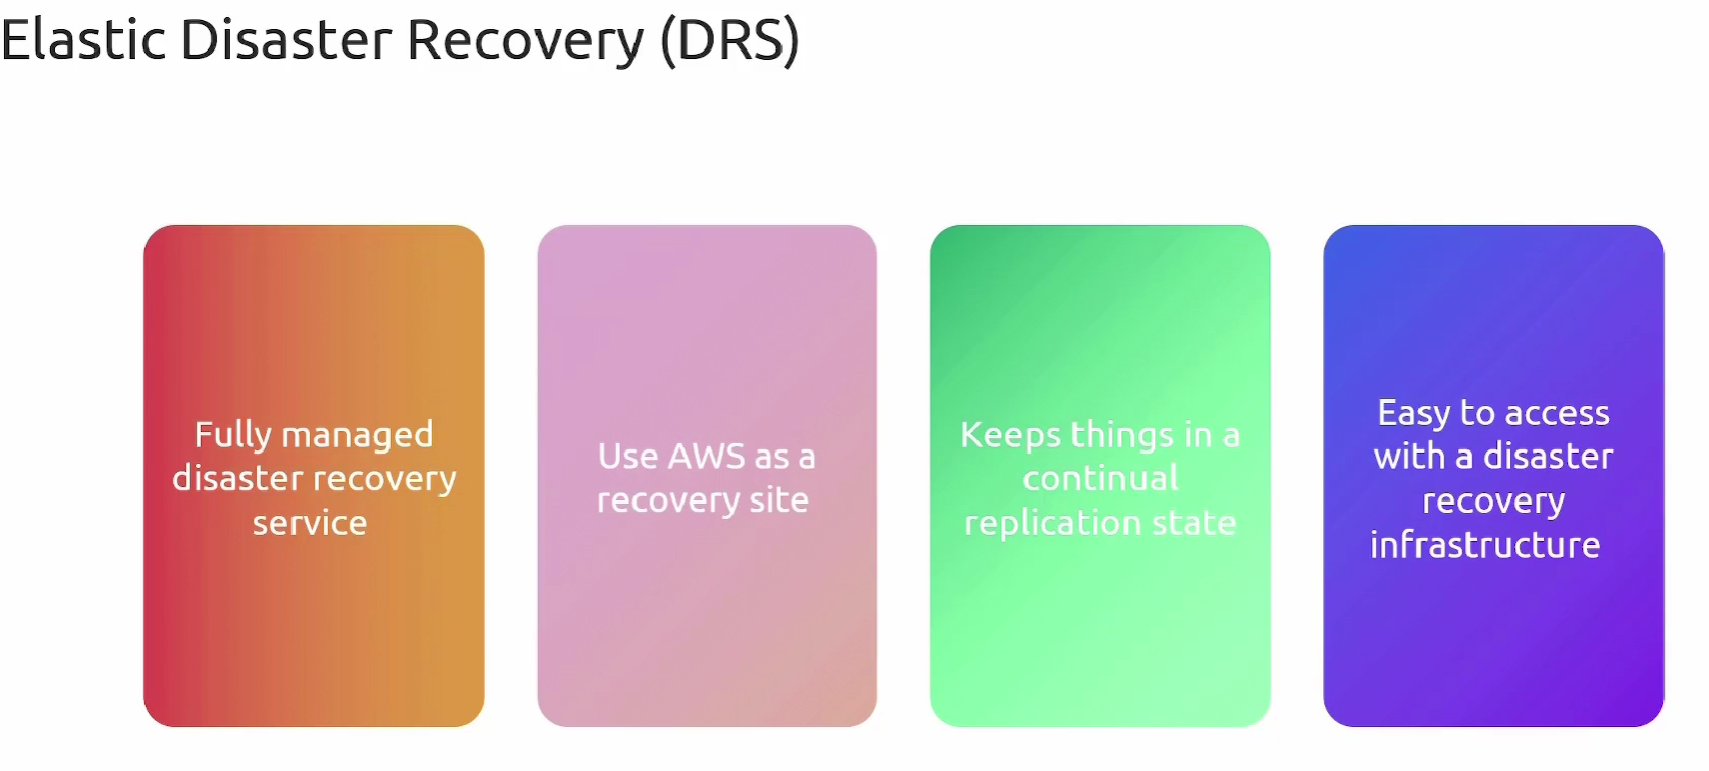 Elastic Disaster Recovery (DRS)
Fully managed
disaster recovery
service
Use AWS as a
recovery site
Keeps things in a
continual
replication state
Easy to access
with a disaster
recovery
infrastructure